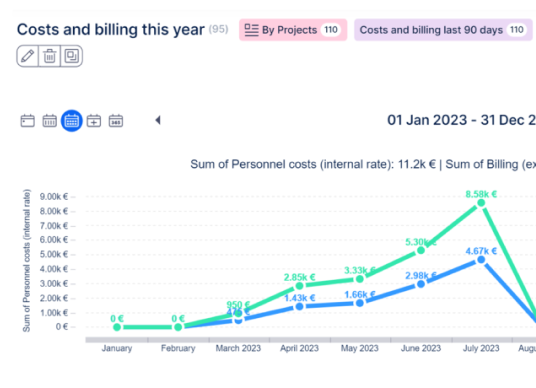 Costs and billing this year (95) By Projects 110 Costs and billing last 90 days 110
01 Jan 2023 - 31 Dec 2
Sum of Personnel costs (internal rate): 11.2k € | Sum of Billing (ex
Sum of Personnel costs (internal rate)
9.00k €
8.00k €
7.00k €
6.00k €
5.00k €
4.00k €
3.00k €
2.00k €
1.00k €
0 €
0 € 0 € 950 € 2.85k € 3.33k € 5.30k € 8.58k €
1.43k € 1.66k € 2.98k € 4.67k €
January February March 2023 April 2023 May 2023 June 2023 July 2023 Augu